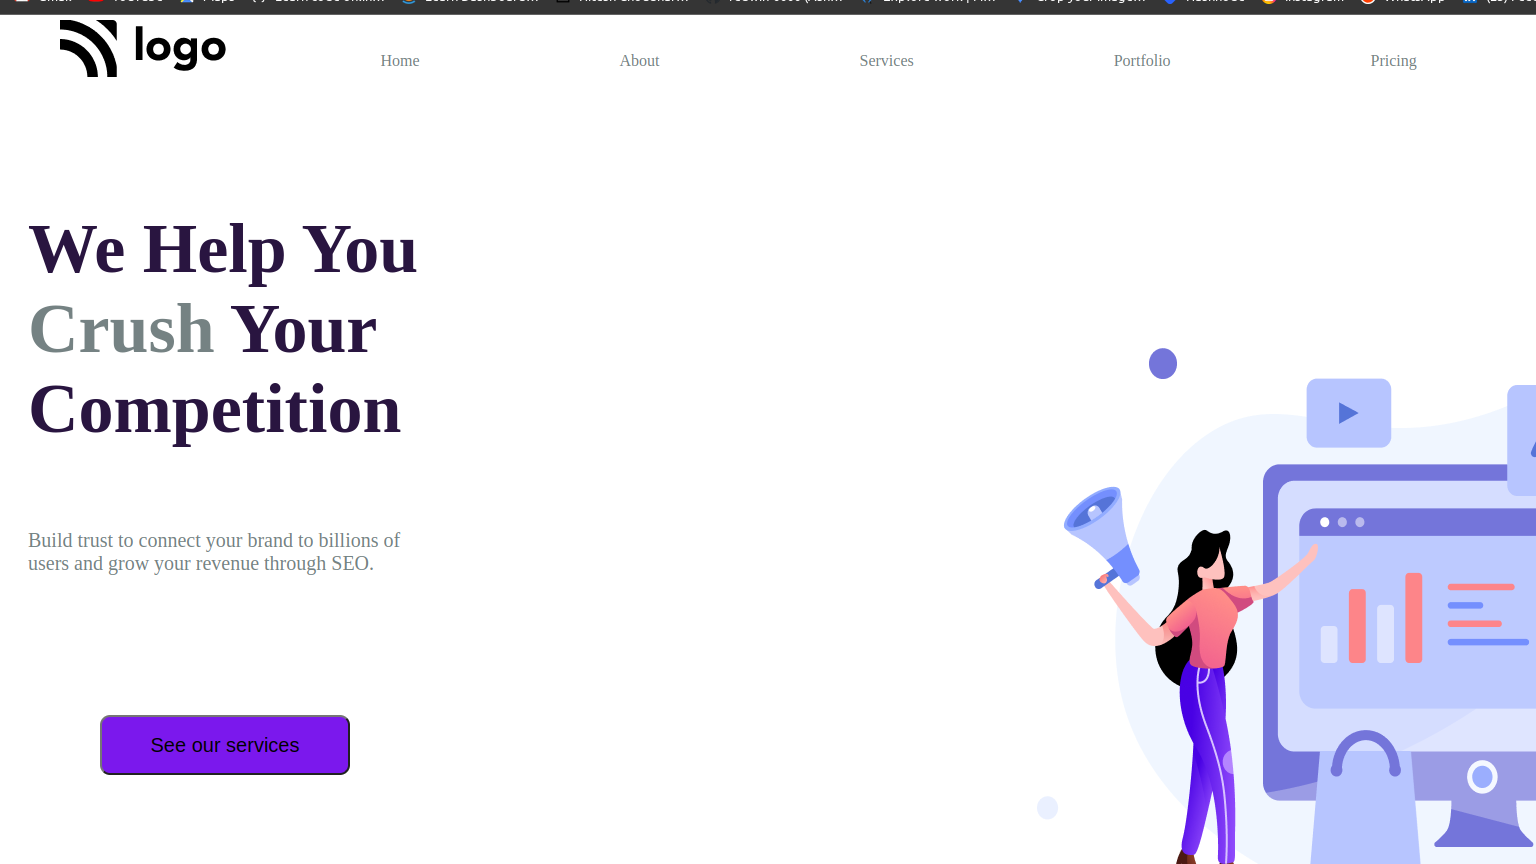 logo
Home About Services Portfolio Pricing
We Help You
Crush Your
Competition
Build trust to connect your brand to billions of
users and grow your revenue through SEO.
See our services